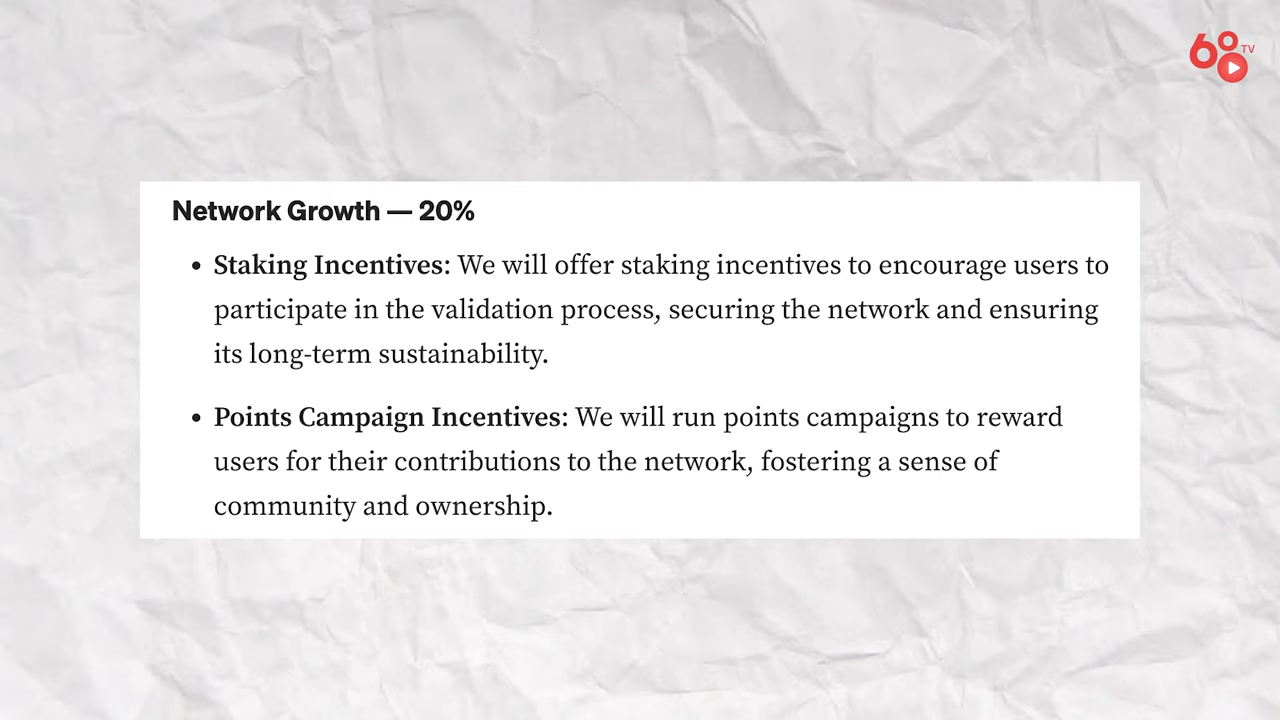 68 TV
Network Growth — 20%
• Staking Incentives: We will offer staking incentives to encourage users to
participate in the validation process, securing the network and ensuring
its long-term sustainability.
• Points Campaign Incentives: We will run points campaigns to reward
users for their contributions to the network, fostering a sense of
community and ownership.